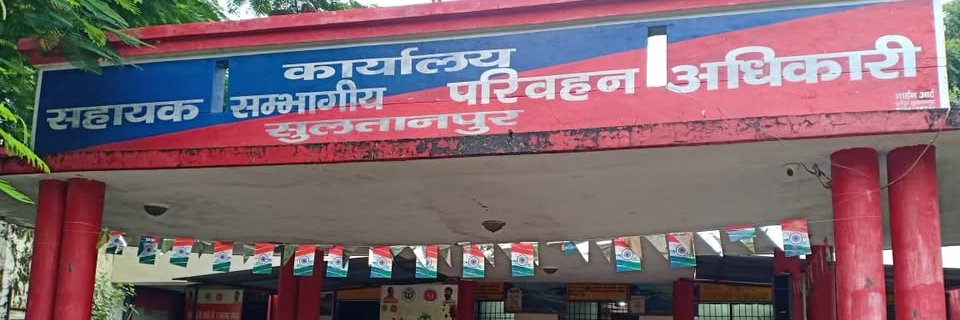 कार्यालय
सहायक सम्भागीय परिवहन अधिकारी
सुलतानपुर